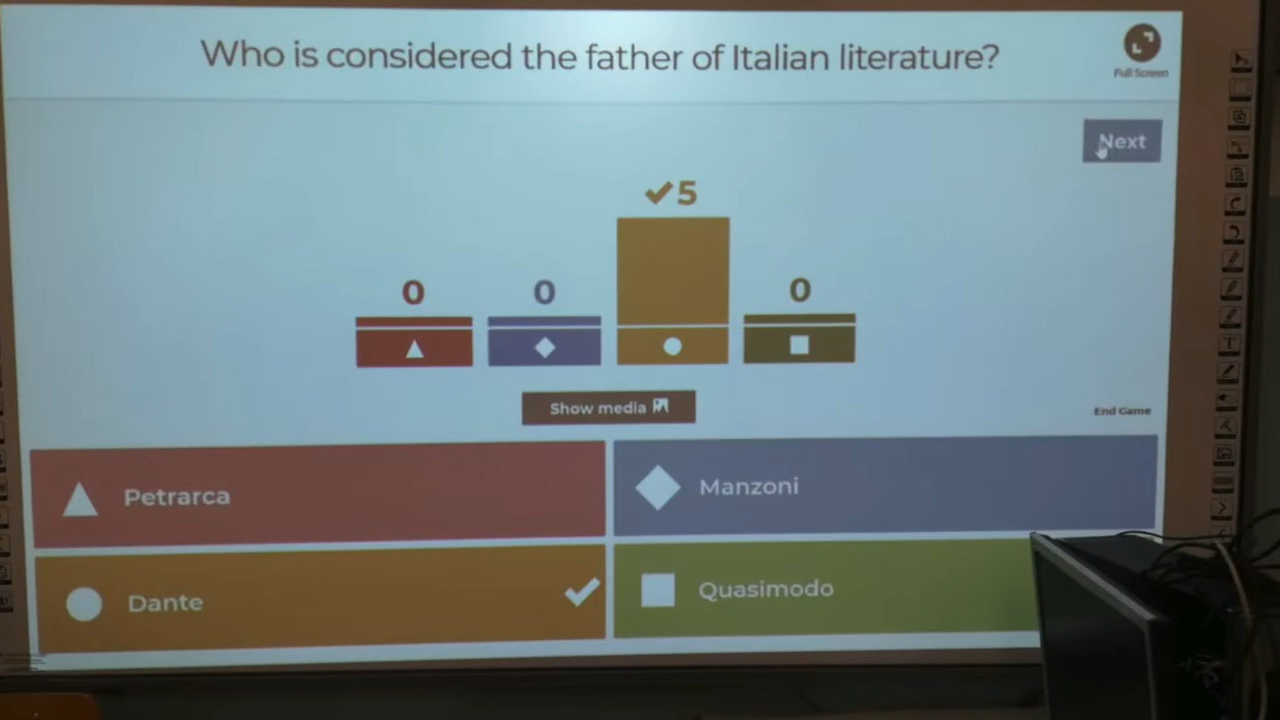 Who is considered the father of Italian literature?
Full Screen
Next
5
0
0
0
Show media
End Game
Petrarca
Manzoni
Dante
Quasimodo